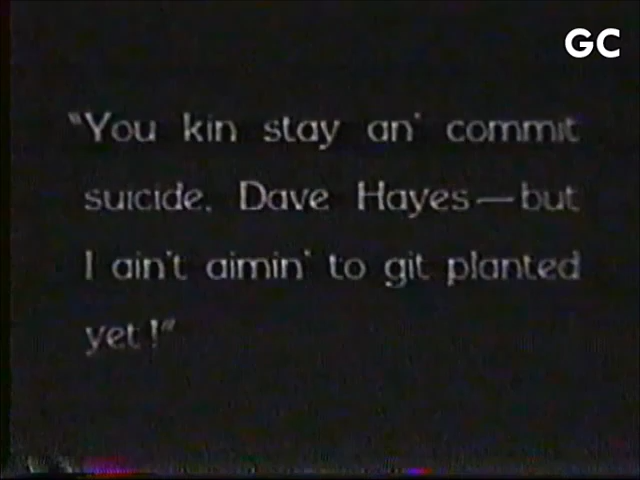 GC
"You kin stay an' commit
suicide, Dave Hayes—but
I ain't aimin' to git planted
yet!"